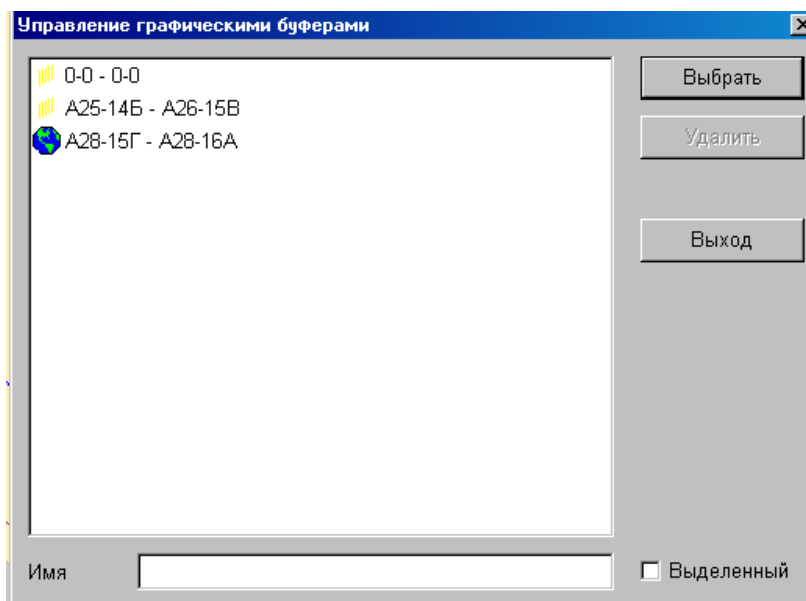 Управление графическими буферами
0-0 - 0-0
А25-14Б - А26-15В
А28-15Г - А28-16А
Выбрать
Удалить
Выход
Имя
Выделенный